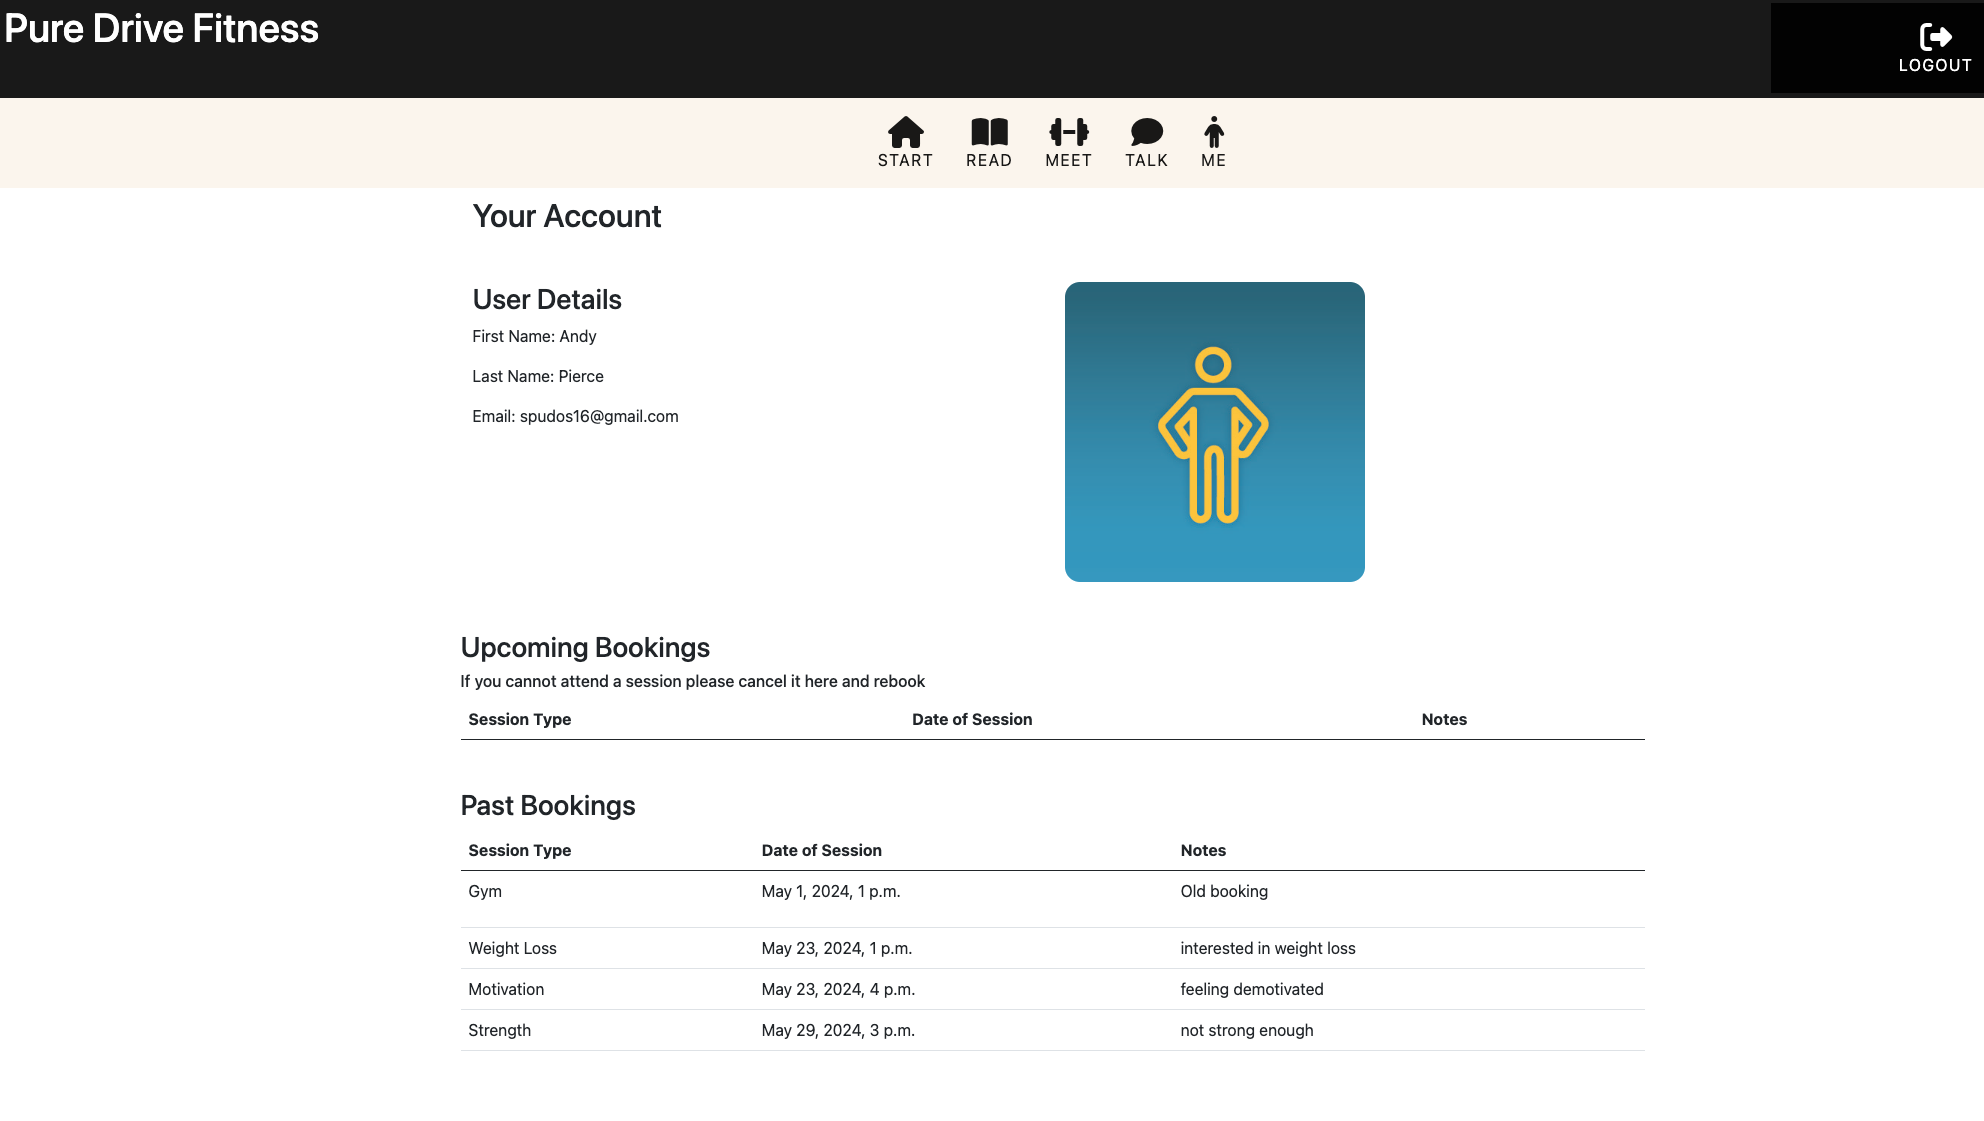 Pure Drive Fitness
LOGOUT
START READ MEET TALK ME
Your Account
User Details
First Name: Andy
Last Name: Pierce
Email: spudos16@gmail.com
Upcoming Bookings
If you cannot attend a session please cancel it here and rebook
Session Type Date of Session Notes
Past Bookings
Session Type Date of Session Notes
Gym May 1, 2024, 1 p.m. Old booking
Weight Loss May 23, 2024, 1 p.m. interested in weight loss
Motivation May 23, 2024, 4 p.m. feeling demotivated
Strength May 29, 2024, 3 p.m. not strong enough